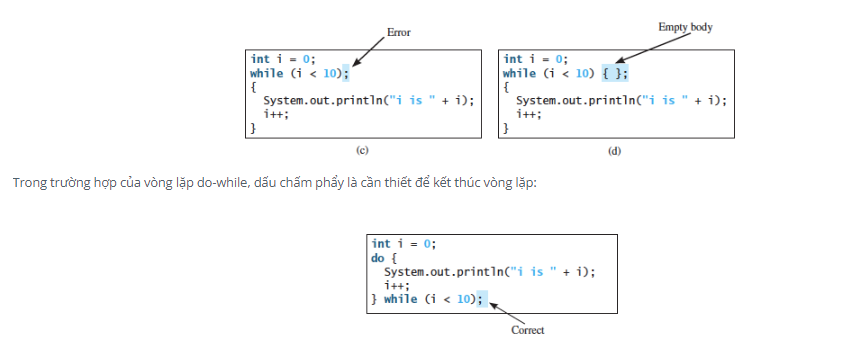 Error
int i = 0;
while (i < 10);
{
  System.out.println("i is " + i);
  i++;
}
(c)
Empty body
int i = 0;
while (i < 10) { };
{
  System.out.println("i is " + i);
  i++;
}
(d)
Trong trường hợp của vòng lặp do-while, dấu chấm phẩy là cần thiết để kết thúc vòng lặp:
int i = 0;
do {
  System.out.println("i is " + i);
  i++;
} while (i < 10);
Correct